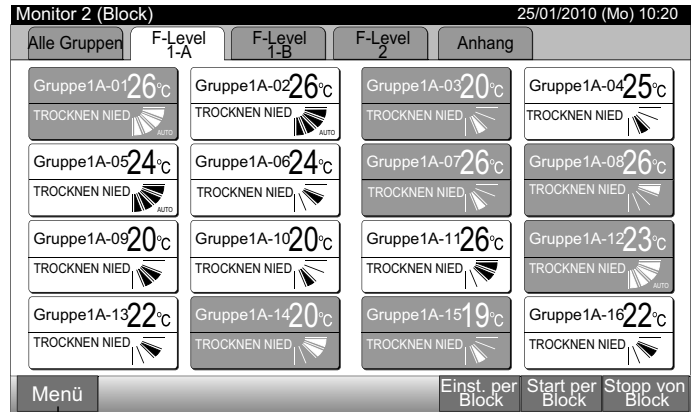 Monitor 2 (Block) 25/01/2010 (Mo) 10:20
Alle Gruppen F-Level 1-A F-Level 1-B F-Level 2 Anhang
Gruppe1A-01 26°C Gruppe1A-02 26°C Gruppe1A-03 20°C Gruppe1A-04 25°C
TROCKNEN NIED AUTO TROCKNEN NIED AUTO TROCKNEN NIED TROCKNEN NIED
Gruppe1A-05 24°C Gruppe1A-06 24°C Gruppe1A-07 26°C Gruppe1A-08 26°C
TROCKNEN NIED AUTO TROCKNEN NIED TROCKNEN NIED TROCKNEN NIED
Gruppe1A-09 20°C Gruppe1A-10 20°C Gruppe1A-11 26°C Gruppe1A-12 23°C
TROCKNEN NIED TROCKNEN NIED TROCKNEN NIED TROCKNEN NIED AUTO
Gruppe1A-13 22°C Gruppe1A-14 20°C Gruppe1A-15 19°C Gruppe1A-16 22°C
TROCKNEN NIED TROCKNEN NIED TROCKNEN NIED TROCKNEN NIED
Menü Einst. per Block Start per Block Stopp von Block